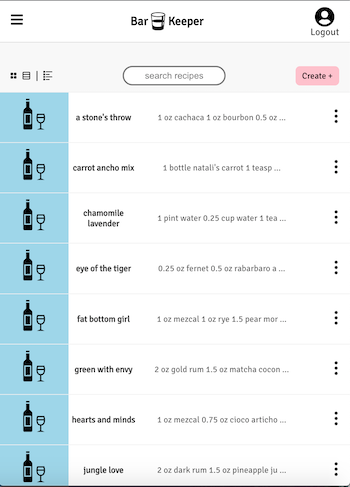 Bar Keeper
Logout
search recipes
Create +
a stone's throw
1 oz cachaca 1 oz bourbon 0.5 oz ...
carrot ancho mix
1 bottle natali's carrot 1 teasp ...
chamomile
lavender
1 pint water 0.25 cup water 1 tea ...
eye of the tiger
0.25 oz fernet 0.5 oz rabarbaro a ...
fat bottom girl
1 oz mezcal 1 oz rye 1.5 pear mor ...
green with envy
2 oz gold rum 1.5 oz matcha cocon ...
hearts and minds
1 oz mezcal 0.75 oz cioco articho ...
jungle love
2 oz dark rum 1.5 oz pineapple ju ...